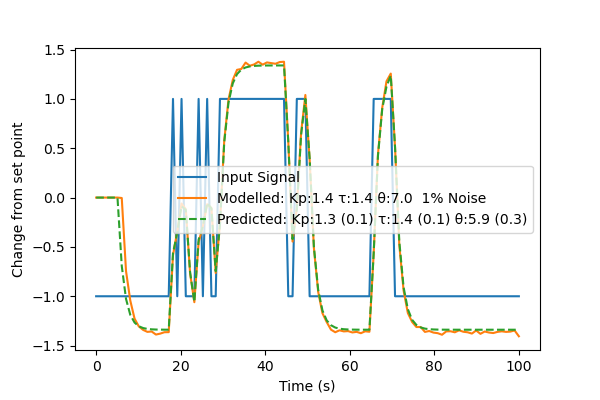 1.5
1.0
0.5
0.0
−0.5
−1.0
−1.5
Change from set point
Input Signal
Modelled: Kp:1.4 τ:1.4 θ:7.0  1% Noise
Predicted: Kp:1.3 (0.1) τ:1.4 (0.1) θ:5.9 (0.3)
0 20 40 60 80 100
Time (s)